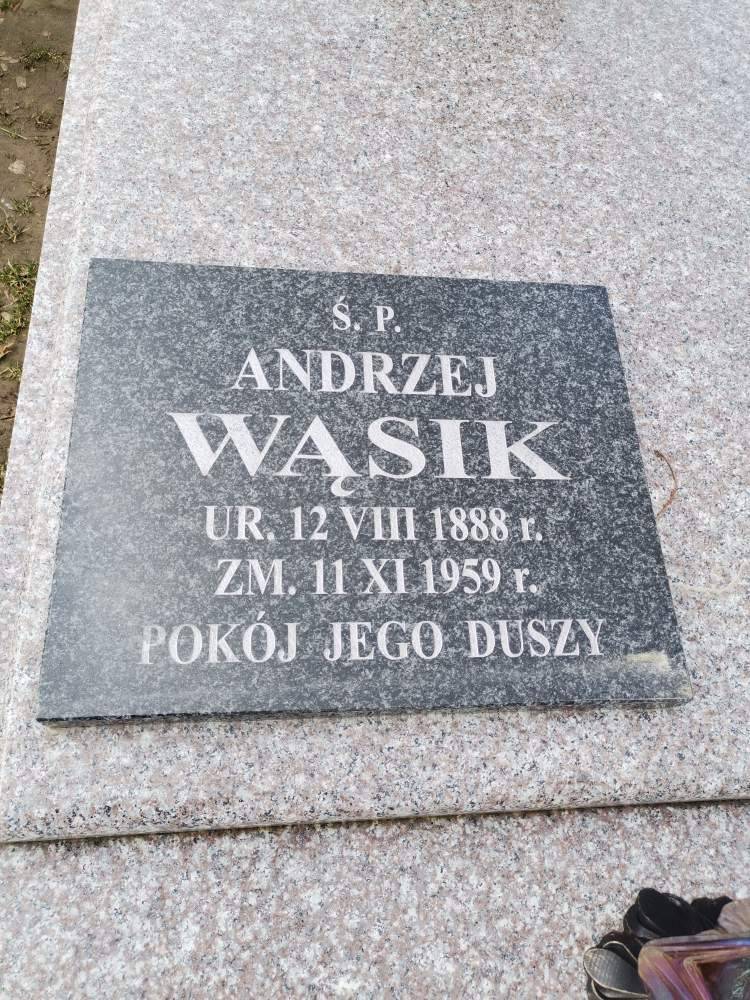 Ś. P.
ANDRZEJ
WĄSIK
UR. 12 VIII 1888 r.
ZM. 11 XI 1959 r.
POKÓJ JEGO DUSZY